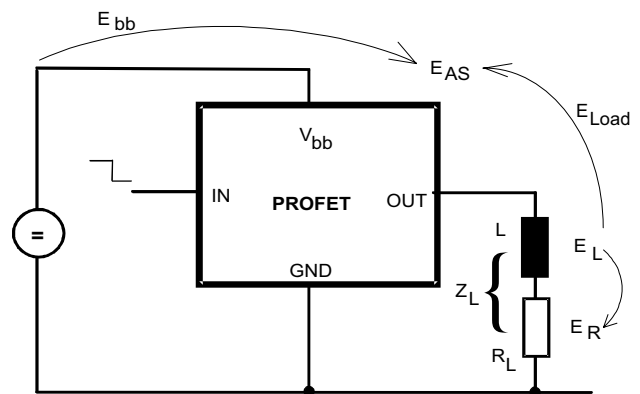 E bb
E AS
E Load
V bb
IN
PROFET
OUT
L
E L
=
GND
Z L
{
E R
R L